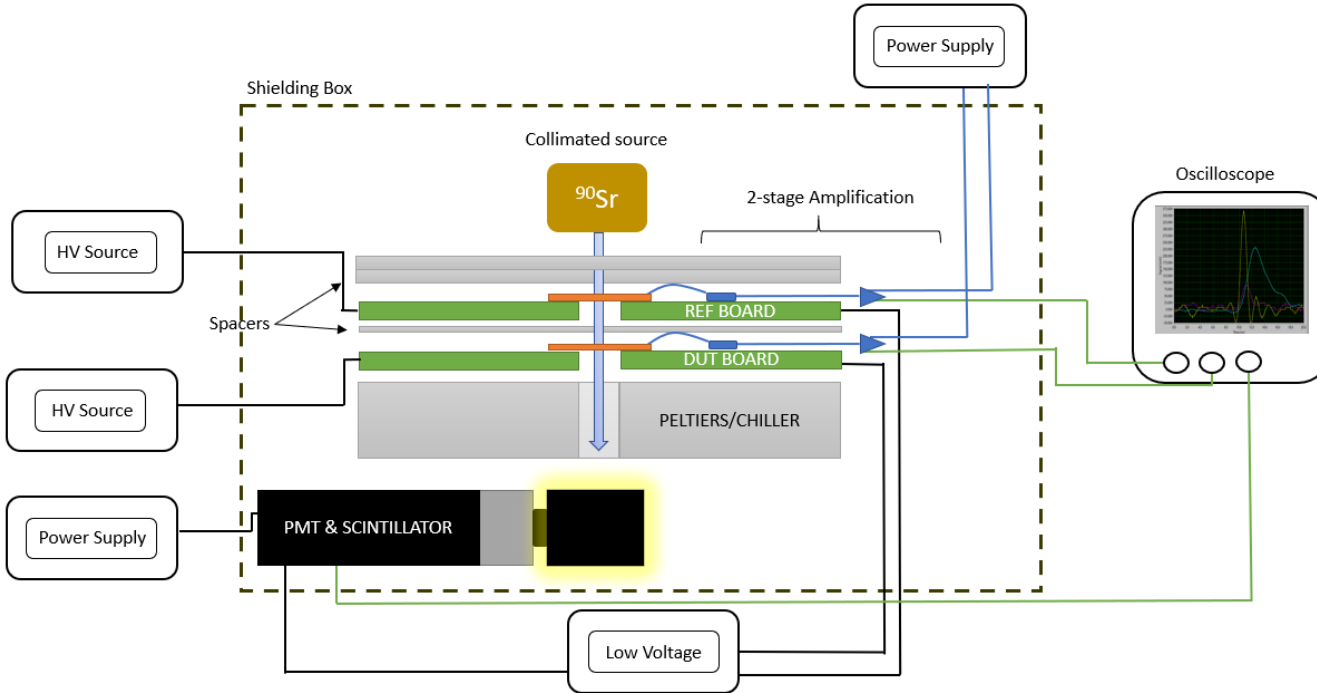 Power Supply
Shielding Box
Collimated source
⁹⁰Sr
2-stage Amplification
Oscilloscope
HV Source
Spacers
REF BOARD
DUT BOARD
HV Source
PELTIERS/CHILLER
PMT & SCINTILLATOR
Power Supply
Low Voltage